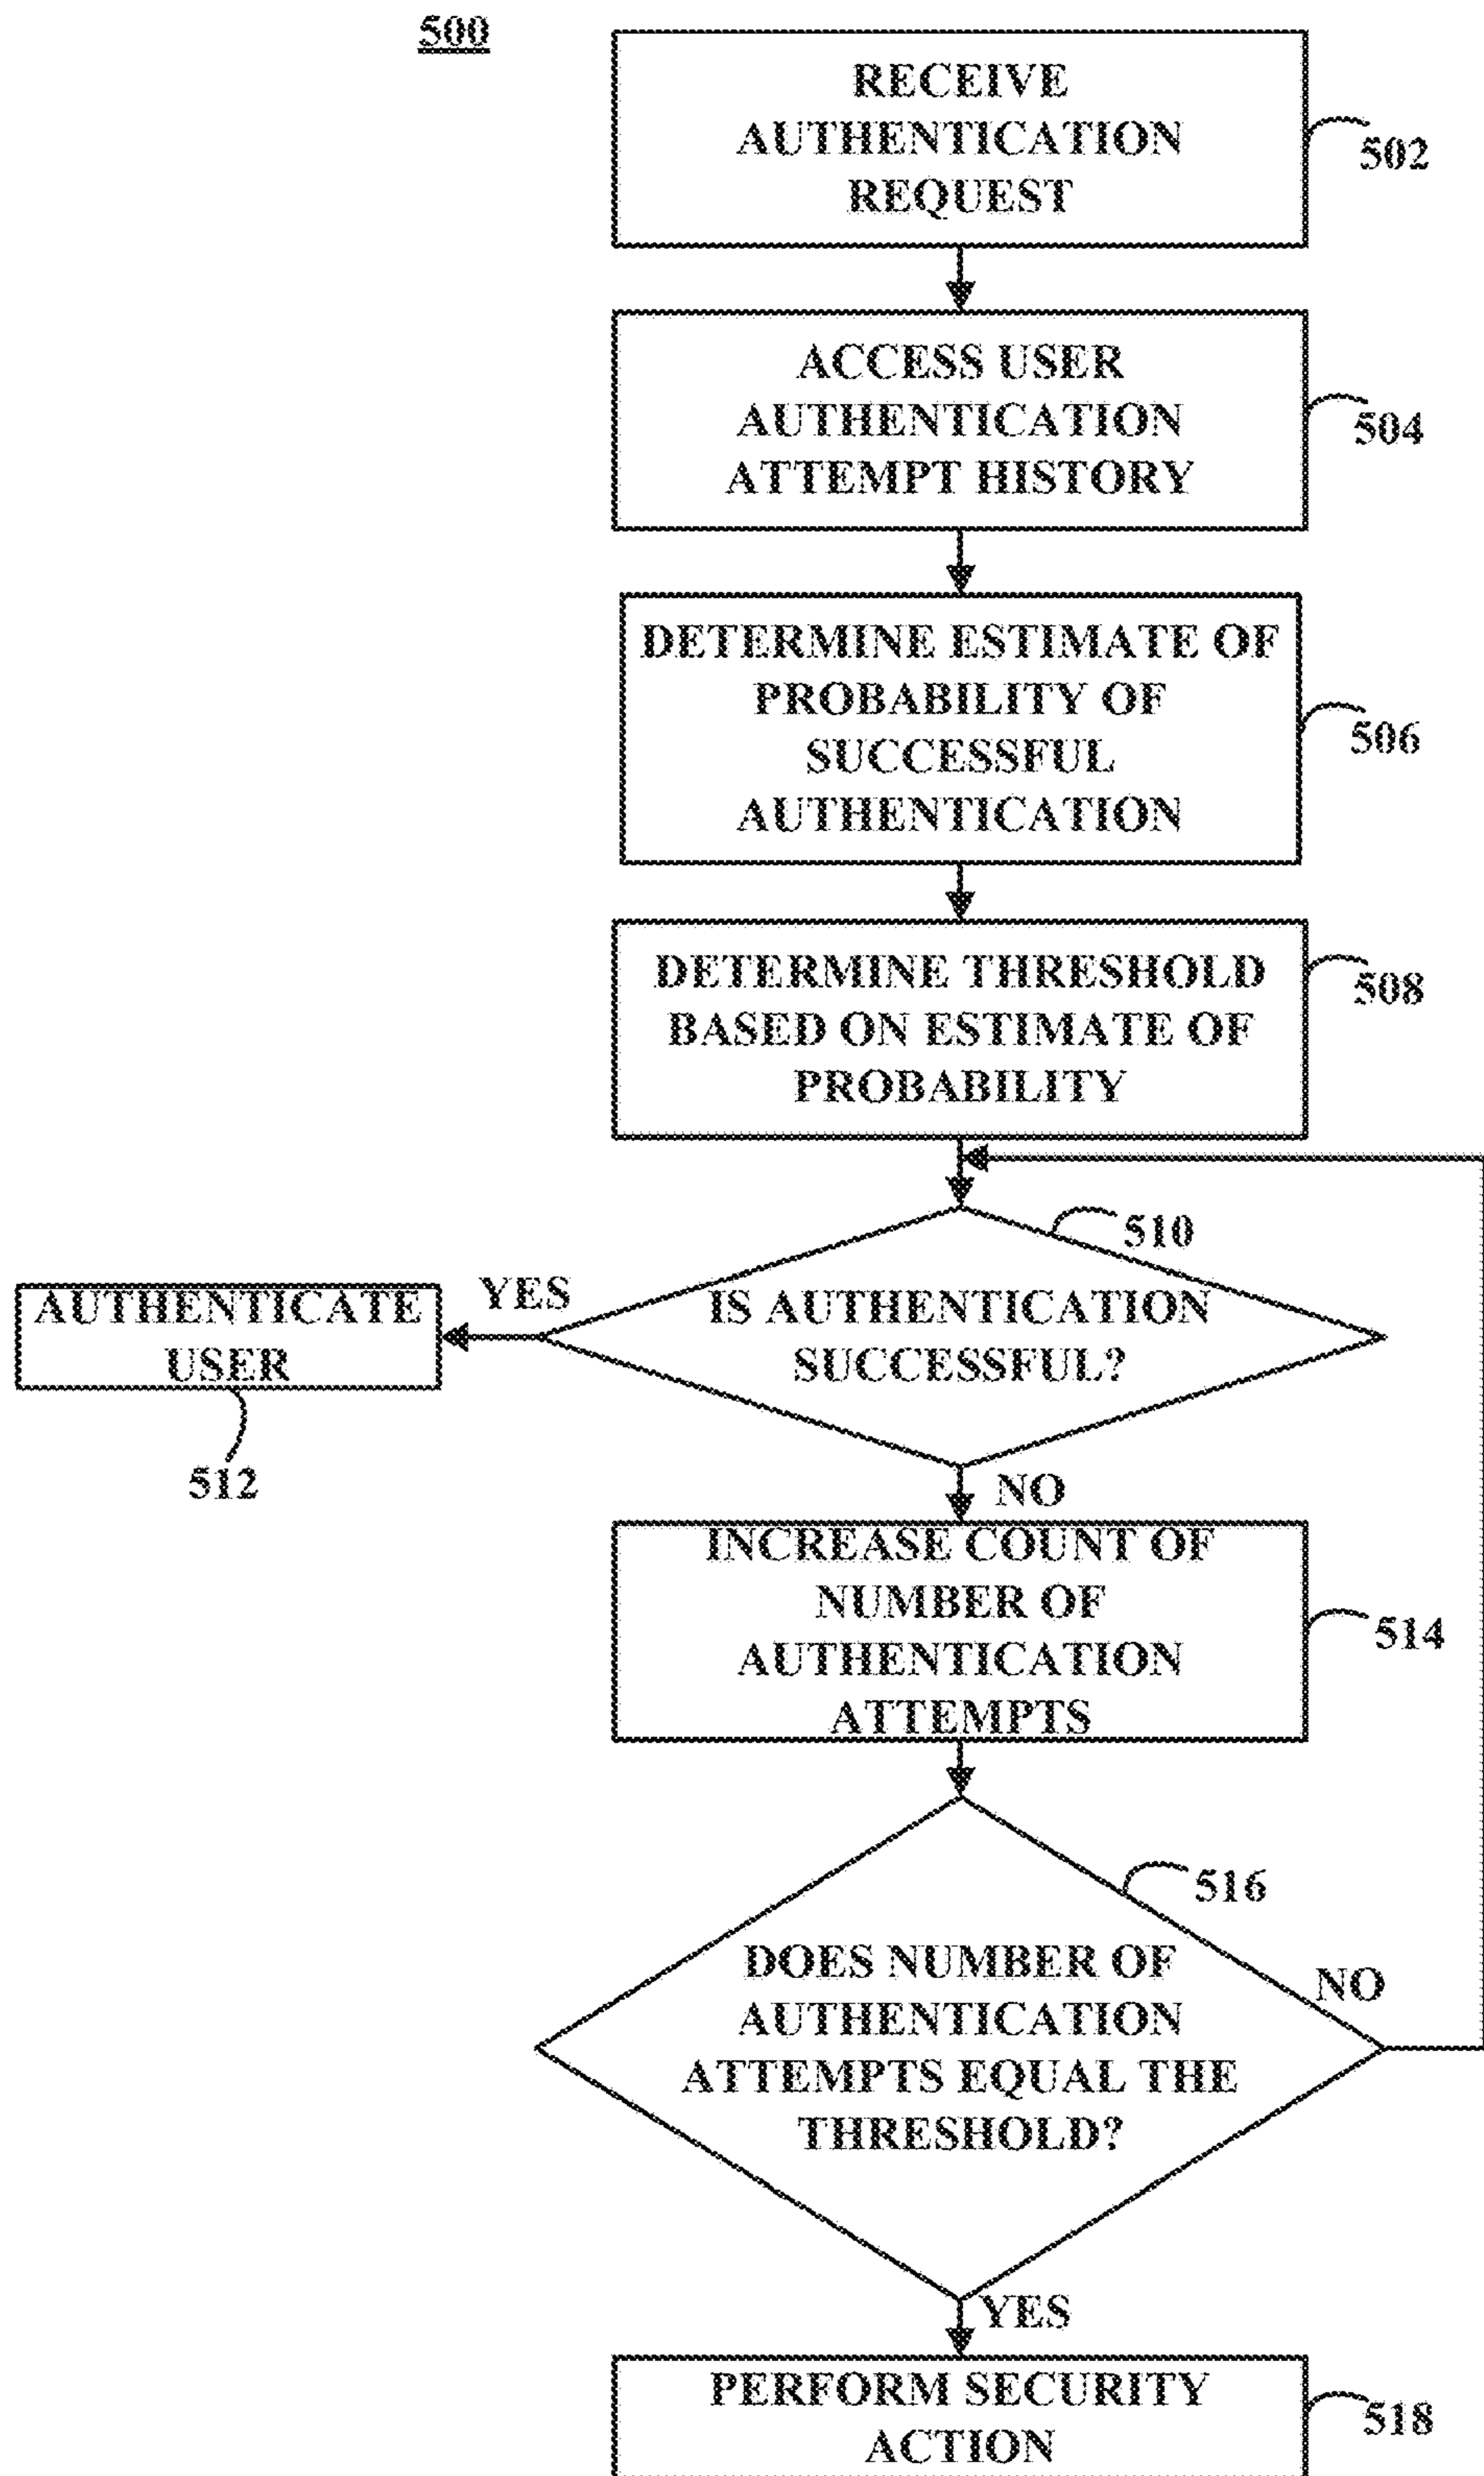 500
RECEIVE
AUTHENTICATION
REQUEST
502
ACCESS USER
AUTHENTICATION
ATTEMPT HISTORY
504
DETERMINE ESTIMATE OF
PROBABILITY OF
SUCCESSFUL
AUTHENTICATION
506
DETERMINE THRESHOLD
BASED ON ESTIMATE OF
PROBABILITY
508
510
IS AUTHENTICATION
SUCCESSFUL?
YES
AUTHENTICATE
USER
512
NO
INCREASE COUNT OF
NUMBER OF
AUTHENTICATION
ATTEMPTS
514
516
DOES NUMBER OF
AUTHENTICATION
ATTEMPTS EQUAL THE
THRESHOLD?
NO
YES
PERFORM SECURITY
ACTION
518